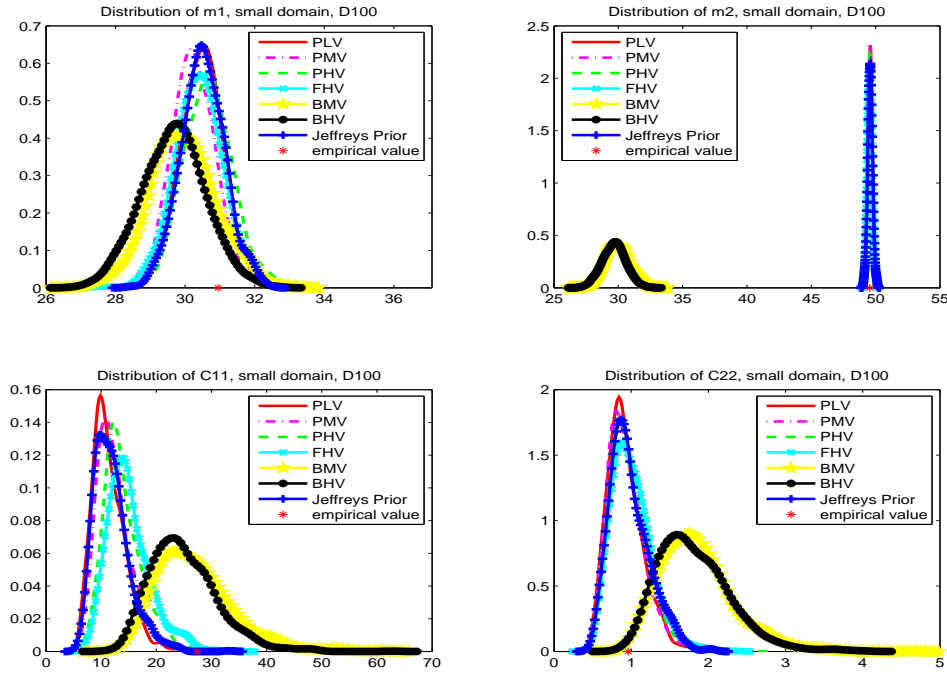 Distribution of m1, small domain, D100
0.7
0.6
0.5
0.4
0.3
0.2
0.1
0
26
28
30
32
34
36
PLV
PMV
PHV
FHV
BMV
BHV
Jeffreys Prior
empirical value
Distribution of m2, small domain, D100
2.5
2
1.5
1
0.5
0
25
30
35
40
45
50
55
PLV
PMV
PHV
FHV
BMV
BHV
Jeffreys Prior
empirical value
Distribution of C11, small domain, D100
0.16
0.14
0.12
0.1
0.08
0.06
0.04
0.02
0
0
10
20
30
40
50
60
70
PLV
PMV
PHV
FHV
BMV
BHV
Jeffreys Prior
empirical value
Distribution of C22, small domain, D100
2
1.5
1
0.5
0
0
1
2
3
4
5
PLV
PMV
PHV
FHV
BMV
BHV
Jeffreys Prior
empirical value